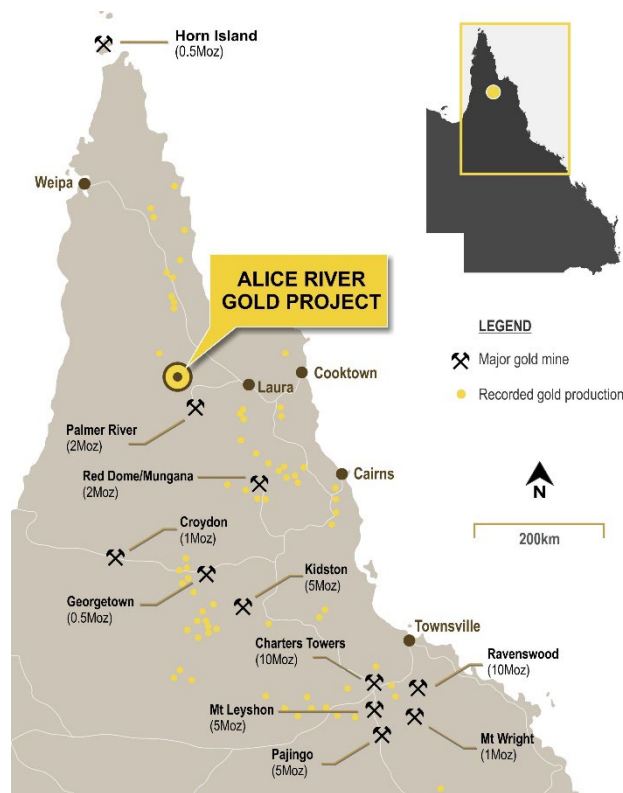 Horn Island
(0.5Moz)
Weipa
ALICE RIVER
GOLD PROJECT
LEGEND
Major gold mine
Recorded gold production
Cooktown
Laura
Palmer River
(2Moz)
Red Dome/Mungana
(2Moz)
Cairns
N
200km
Croydon
(1Moz)
Georgetown
(0.5Moz)
Kidston
(5Moz)
Townsville
Charters Towers
(10Moz)
Ravenswood
(10Moz)
Mt Leyshon
(5Moz)
Pajingo
(5Moz)
Mt Wright
(1Moz)